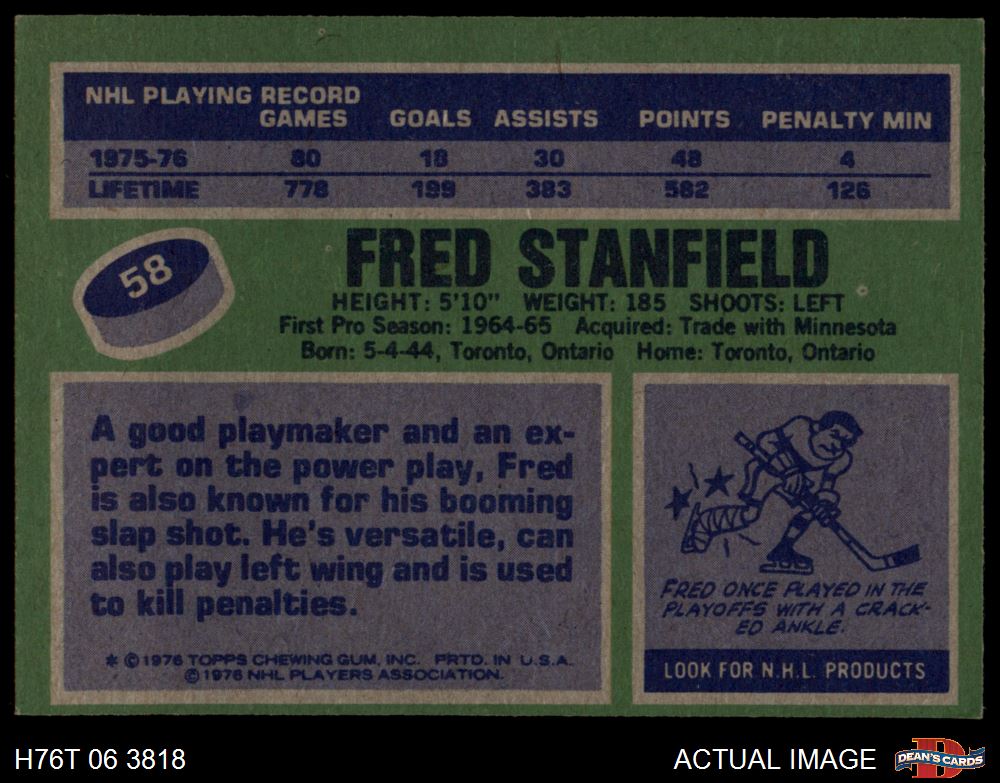 NHL PLAYING RECORD
GAMES GOALS ASSISTS POINTS PENALTY MIN
1975-76 80 18 30 48 4
LIFETIME 778 199 383 582 126
58
FRED STANFIELD
HEIGHT: 5'10" WEIGHT: 185 SHOOTS: LEFT
First Pro Season: 1964-65 Acquired: Trade with Minnesota
Born: 5-4-44, Toronto, Ontario Home: Toronto, Ontario
A good playmaker and an ex-
pert on the power play, Fred
is also known for his booming
slap shot. He's versatile, can
also play left wing and is used
to kill penalties.
* © 1976 TOPPS CHEWING GUM, INC. PRTD. IN U.S.A.
© 1976 NHL PLAYERS ASSOCIATION.
FRED ONCE PLAYED IN THE
PLAYOFFS WITH A CRACK-
ED ANKLE.
LOOK FOR N.H.L. PRODUCTS
H76T 06 3818
ACTUAL IMAGE
D
DEAN'S CARDS